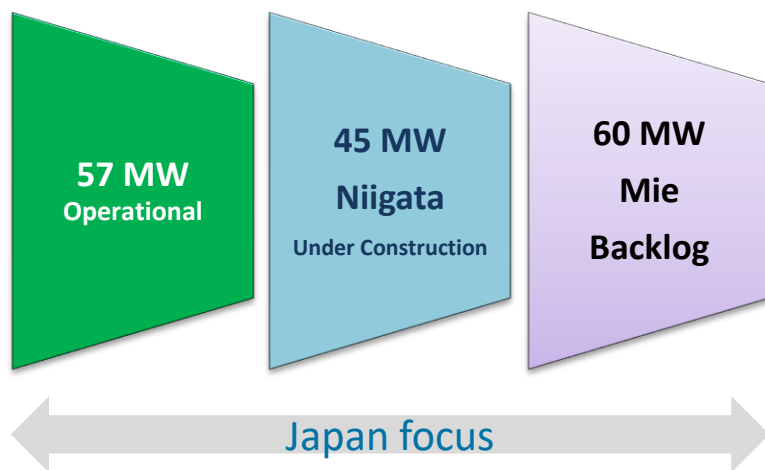 57 MW
Operational
45 MW
Niigata
Under Construction
60 MW
Mie
Backlog
Japan focus